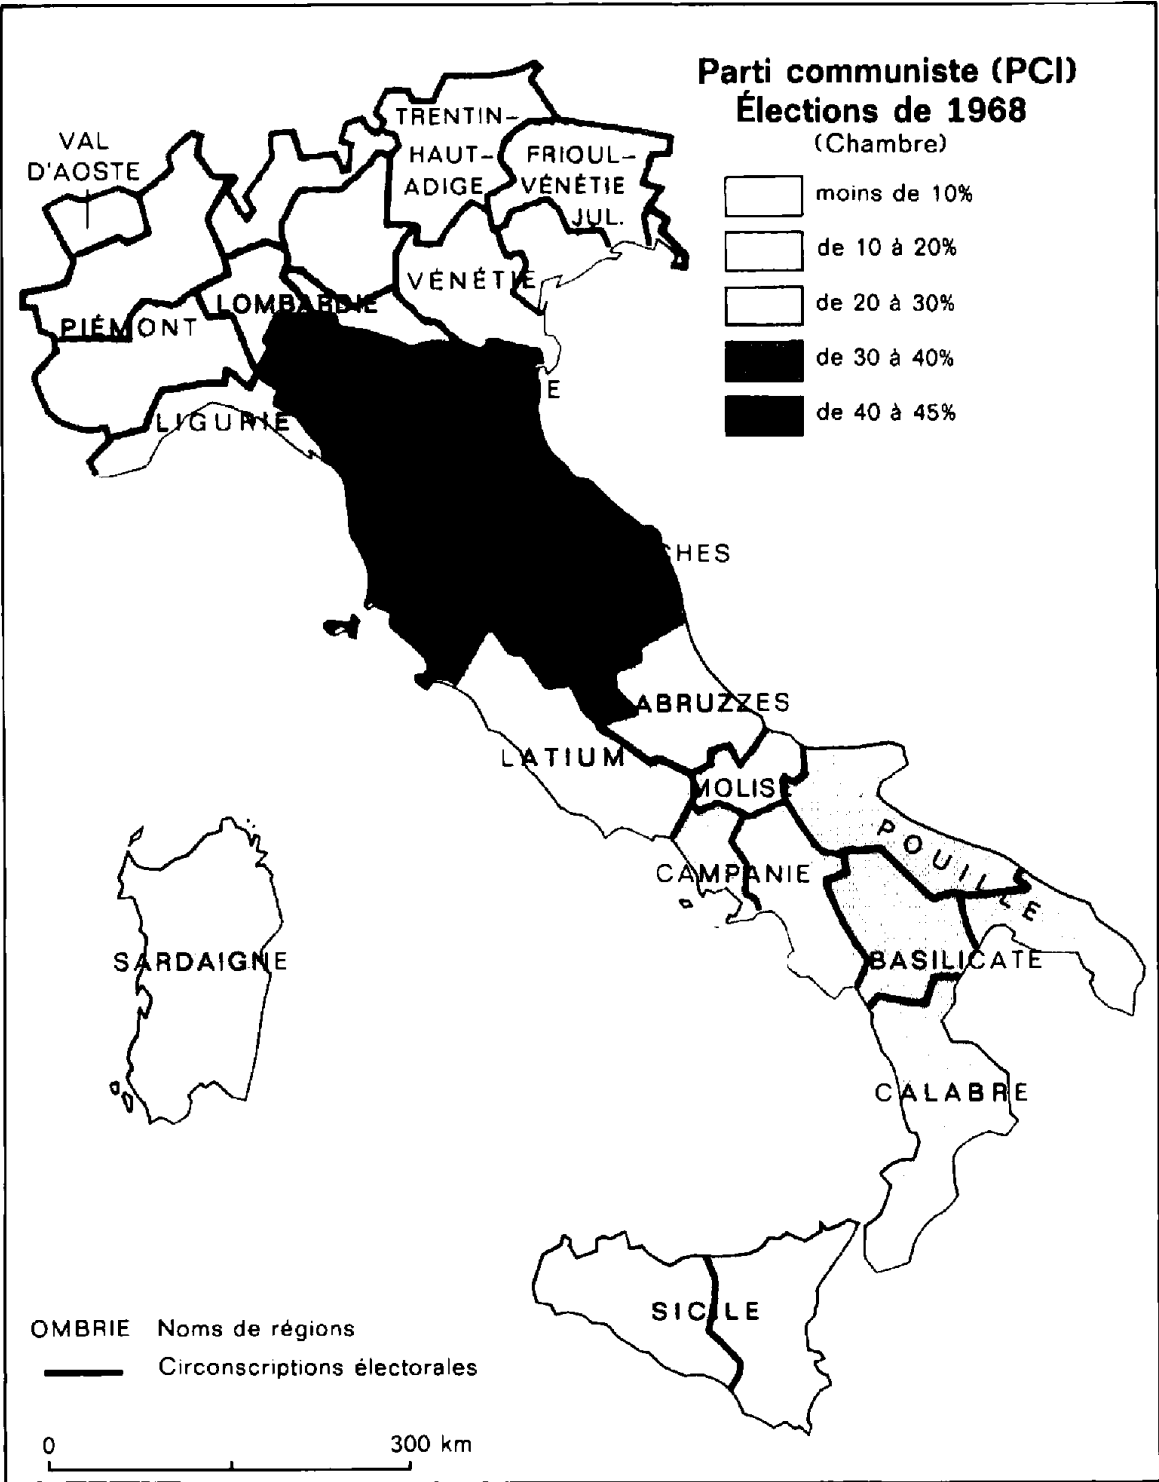 Parti communiste (PCI)
Élections de 1968
(Chambre)
moins de 10%
de 10 à 20%
de 20 à 30%
de 30 à 40%
de 40 à 45%
VAL
D'AOSTE
TRENTIN-
HAUT-
ADIGE
FRIOUL-
VÉNÉTIE
JUL.
VÉNÉTIE
LOMBARDIE
PIÉMONT
LIGURIE
E
CHES
ABRUZZES
LATIUM
MOLISE
POUILLE
CAMPANIE
BASILICATE
SARDAIGNE
CALABRE
SICILE
OMBRIE Noms de régions
Circonscriptions électorales
0 300 km